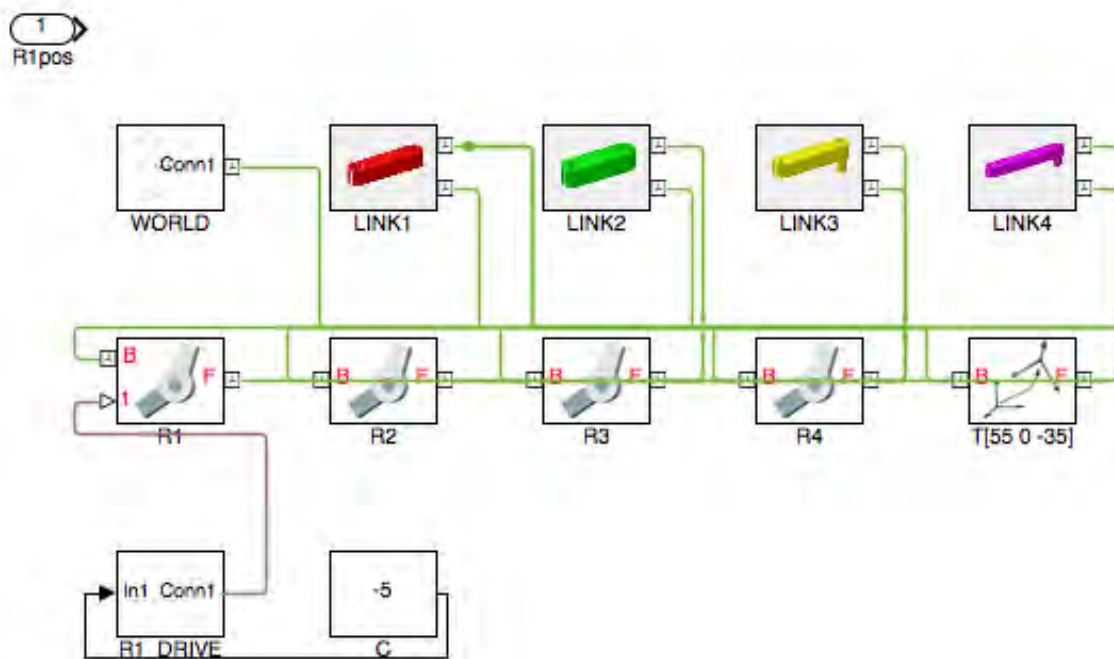 1
R1pos
Conn1
WORLD
LINK1
LINK2
LINK3
LINK4
B F
t
R1
B F
R2
B F
R3
B F
R4
B F
T[55 0 -35]
In1 Conn1
R1_DRIVE
-5
C